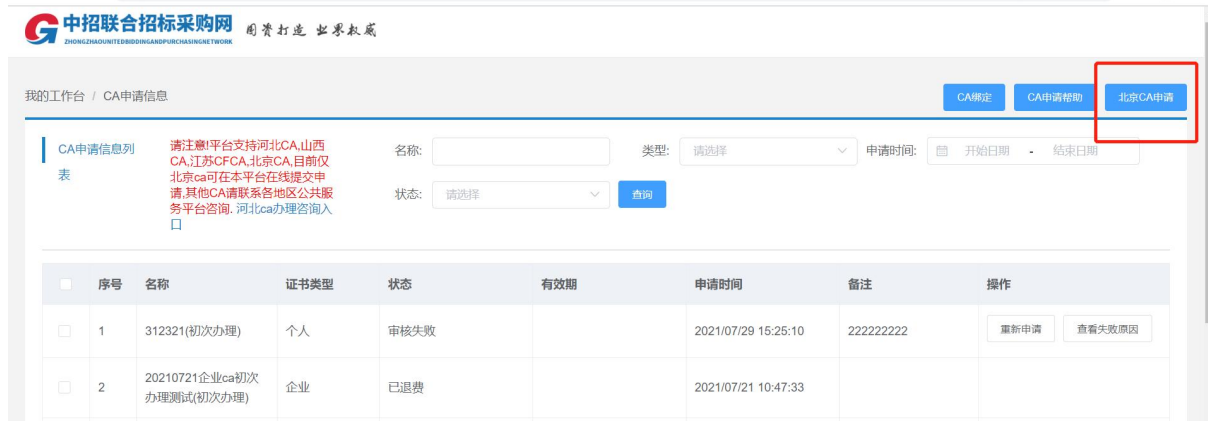 中招联合招标采购网
ZHONGZHAOUNITEDBIDDINGANDPURCHASINGNETWORK
国资打造 业界权威
我的工作台 / CA申请信息
CA绑定
CA申请帮助
北京CA申请
CA申请信息列
表
请注意!平台支持河北CA,山西
CA,江苏CFCA,北京CA,目前仅
北京ca可在本平台在线提交申
请,其他CA请联系各地区公共服
务平台咨询. 河北ca办理咨询入
口
名称:
类型: 请选择
申请时间: 开始日期 - 结束日期
状态: 请选择
查询
序号 名称 证书类型 状态 有效期 申请时间 备注 操作
1 312321(初次办理) 个人 审核失败 2021/07/29 15:25:10 222222222 重新申请 查看失败原因
20210721企业ca初次
2 办理测试(初次办理) 企业 已退费 2021/07/21 10:47:33